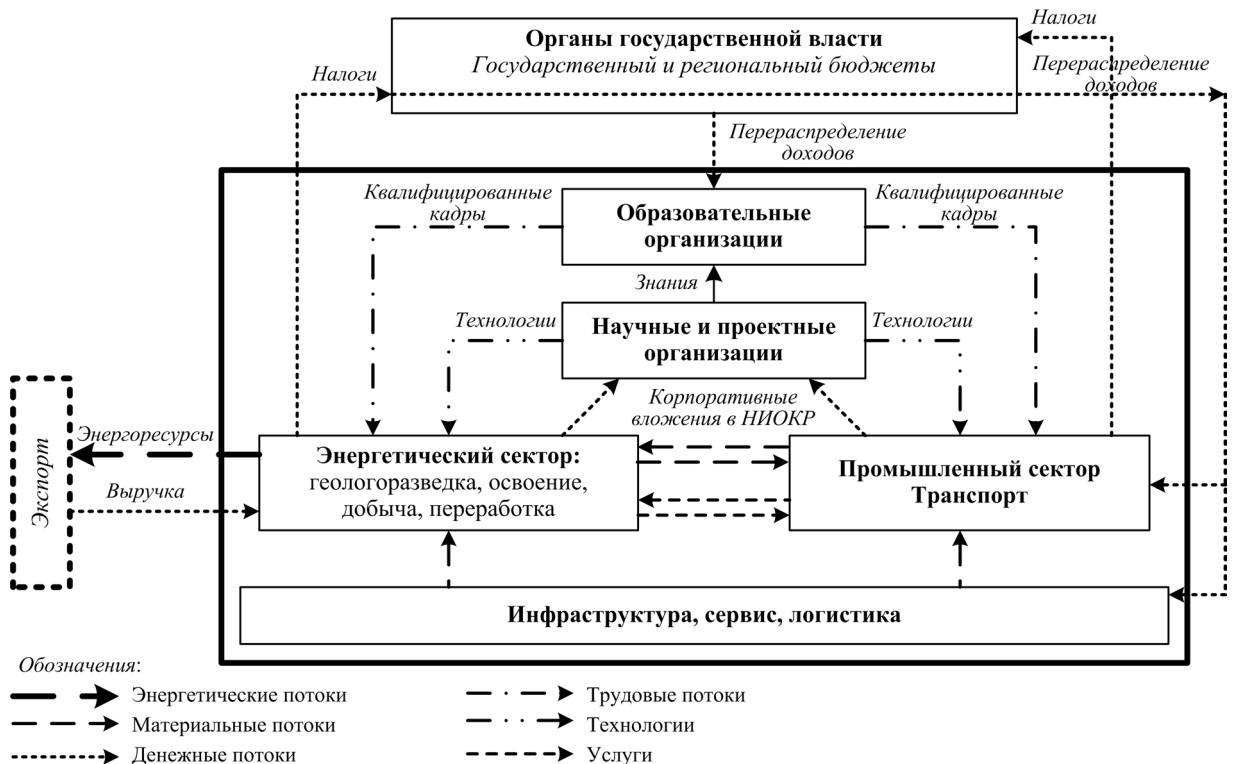 Налоги
Органы государственной власти
Государственный и региональный бюджеты
Налоги
Перераспределение
доходов
Перераспределение
доходов
Квалифицированные
кадры
Образовательные
организации
Квалифицированные
кадры
Знания
Технологии
Научные и проектные
организации
Технологии
Корпоративные
вложения в НИОКР
Экспорт
Энергоресурсы
Выручка
Энергетический сектор:
геологоразведка, освоение,
добыча, переработка
Промышленный сектор
Транспорт
Инфраструктура, сервис, логистика
Обозначения:
Энергетические потоки
Материальные потоки
Денежные потоки
Трудовые потоки
Технологии
Услуги